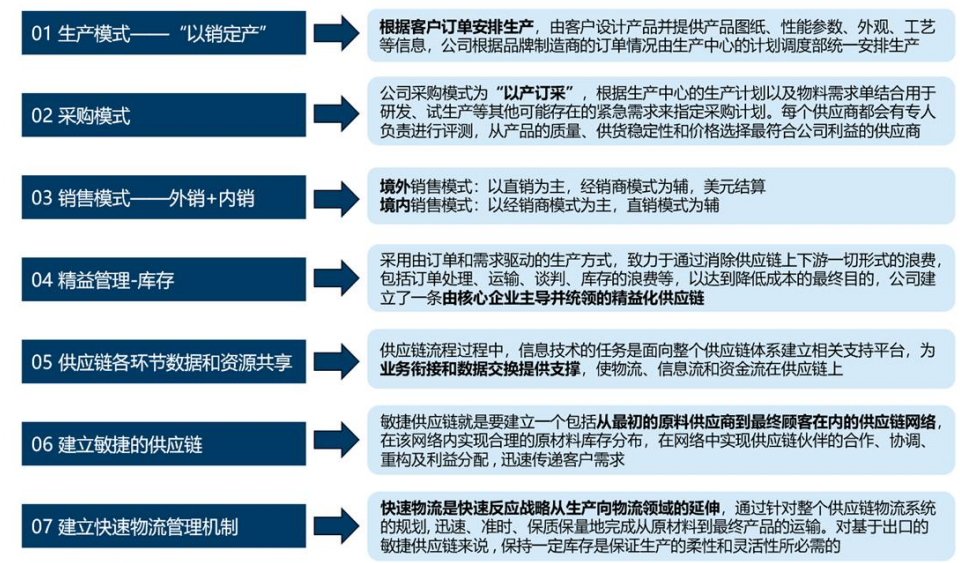 01 生产模式——“以销定产”
根据客户订单安排生产，由客户设计产品并提供产品图纸、性能参数、外观、工艺
等信息，公司根据品牌制造商的订单情况由生产中心的计划调度部统一安排生产
02 采购模式
公司采购模式为“以产订采”，根据生产中心的生产计划以及物料需求单结合用于
研发、试生产等其他可能存在的紧急需求来指定采购计划。每个供应商都会有专人
负责进行评测，从产品的质量、供货稳定性和价格选择最符合公司利益的供应商
03 销售模式——外销+内销
境外销售模式：以直销为主，经销商模式为辅，美元结算
境内销售模式：以经销商模式为主，直销模式为辅
04 精益管理-库存
采用由订单和需求驱动的生产方式，致力于通过消除供应链上下游一切形式的浪费，
包括订单处理、运输、谈判、库存的浪费等，以达到降低成本的最终目的，公司建
立了一条由核心企业主导并统领的精益化供应链
05 供应链各环节数据和资源共享
供应链流程过程中，信息技术的任务是面向整个供应链体系建立相关支持平台，为
业务衔接和数据交换提供支撑，使物流、信息流和资金流在供应链上
06 建立敏捷的供应链
敏捷供应链就是要建立一个包括从最初的原料供应商到最终顾客在内的供应链网络，
在该网络内实现合理的原材料库存分布，在网络中实现供应链伙伴的合作、协调、
重构及利益分配，迅速传递客户需求
07 建立快速物流管理机制
快速物流是快速反应战略从生产向物流领域的延伸，通过针对整个供应链物流系统
的规划，迅速、准时、保质保量地完成从原材料到最终产品的运输。对基于出口的
敏捷供应链来说，保持一定库存是保证生产的柔性和灵活性所必需的